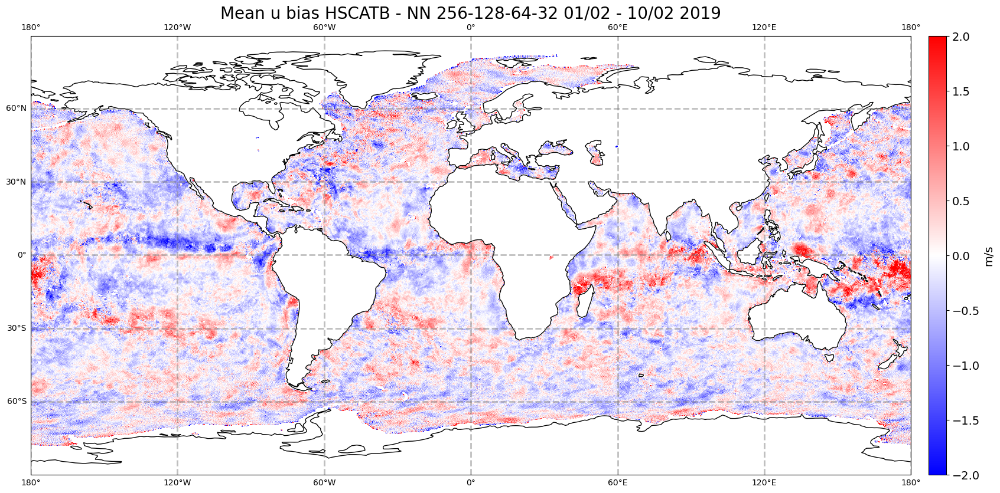 Mean u bias HSCATB - NN 256-128-64-32 01/02 - 10/02 2019
180° 120°W 60°W 0° 60°E 120°E 180°
60°N
30°N
0°
30°S
60°S
180° 120°W 60°W 0° 60°E 120°E 180°
2.0
1.5
1.0
0.5
0.0
−0.5
−1.0
−1.5
−2.0
m/s